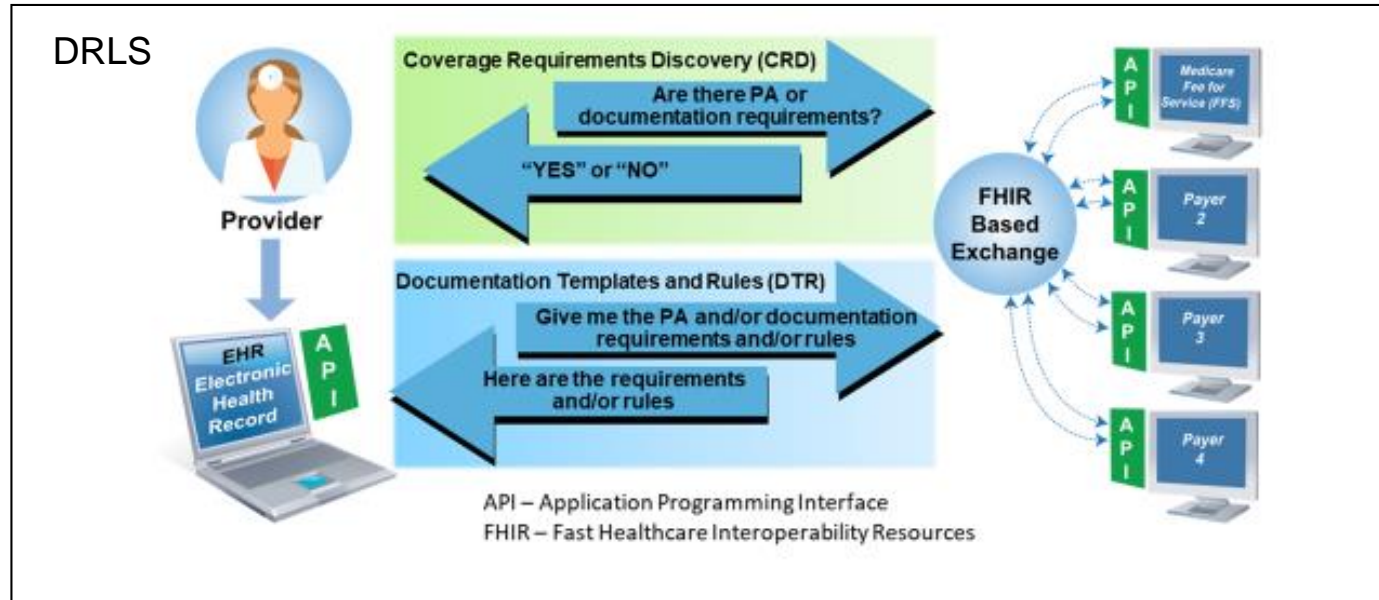 DRLS
Coverage Requirements Discovery (CRD)
Are there PA or
documentation requirements?
“YES” or “NO”
Provider
Documentation Templates and Rules (DTR)
Give me the PA and/or documentation
requirements and/or rules
Here are the requirements
and/or rules
EHR
Electronic
Health
Record
A
P
I
FHIR
Based
Exchange
A
P
I
Medicare
Fee for
Service (FFS)
A
P
I
Payer
2
A
P
I
Payer
3
A
P
I
Payer
4
API – Application Programming Interface
FHIR – Fast Healthcare Interoperability Resources